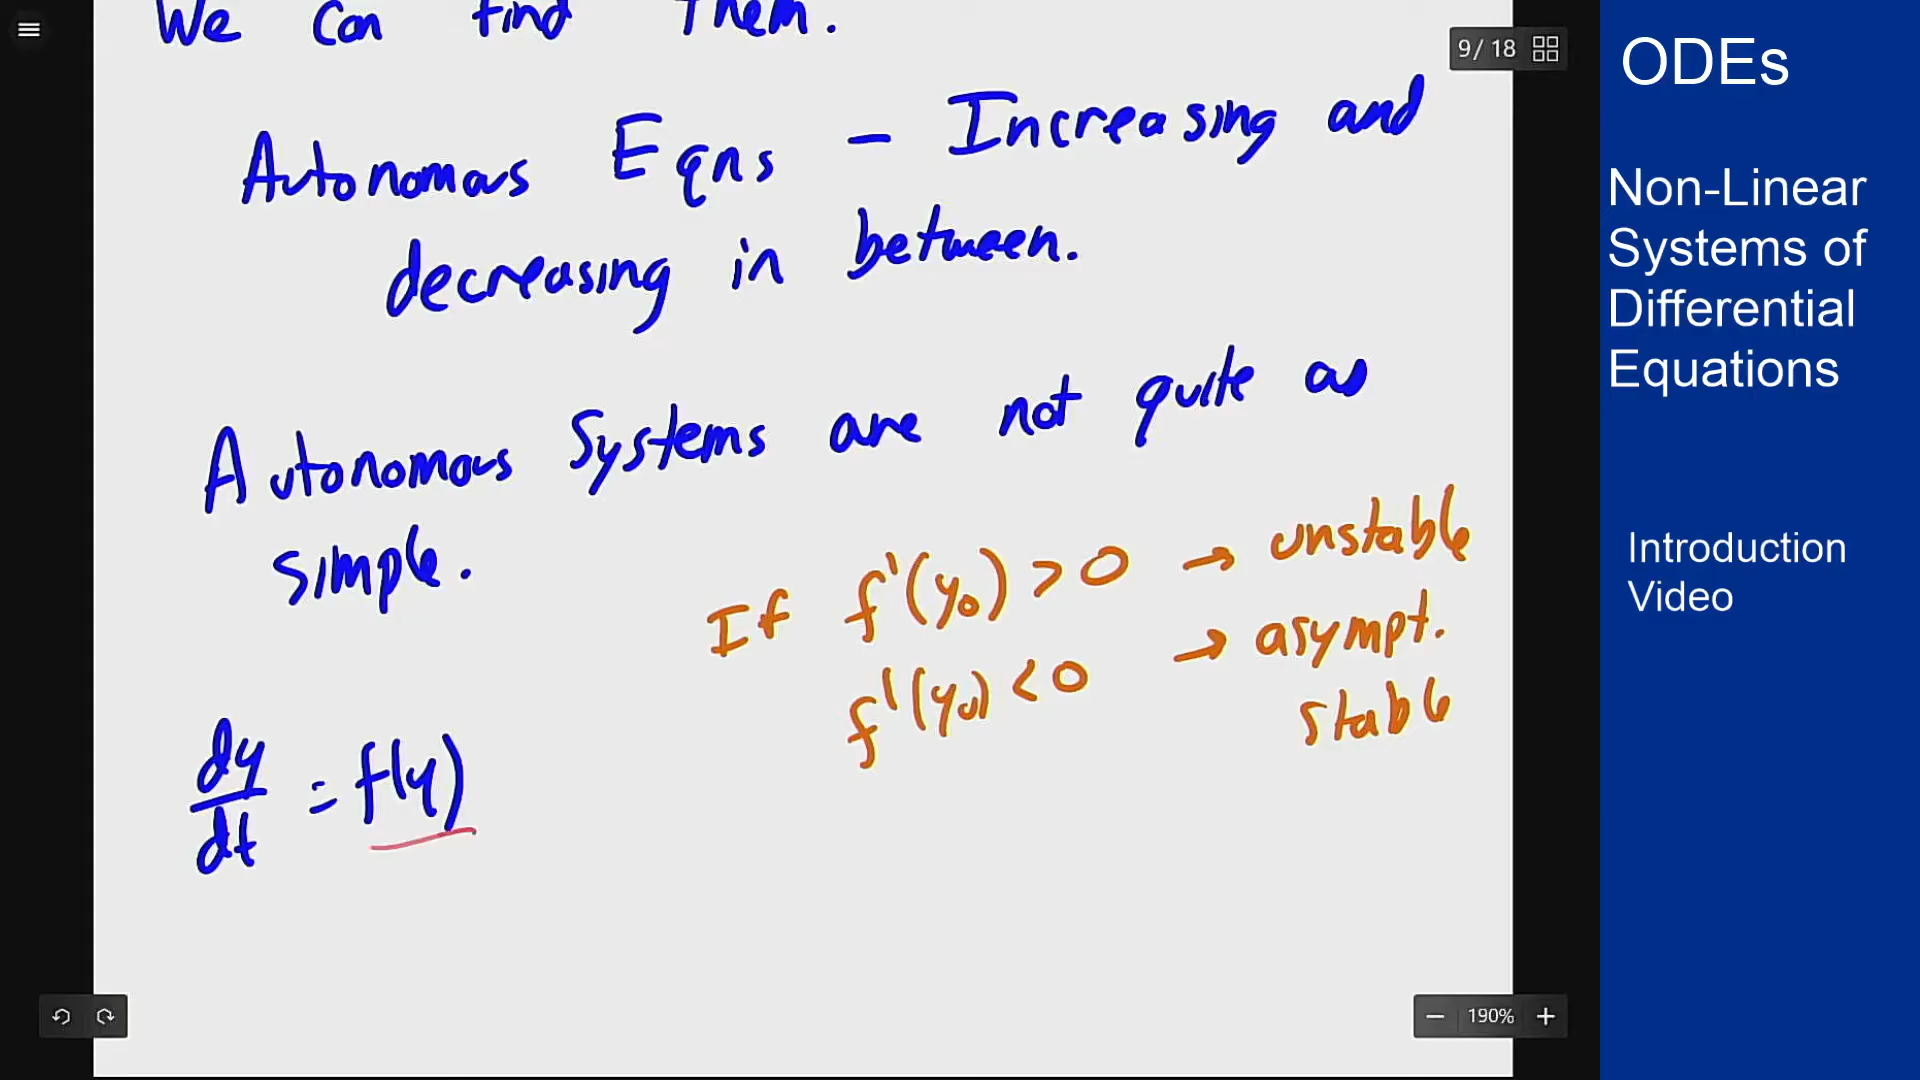 We can find them.
9 / 18
Autonomous Eqns – Increasing and
decreasing in between.
Autonomous Systems are not quite as
simple.
If f'(y₀) > 0 → unstable
f'(y₀) < 0 → asympt.
stable
dy/dt = f(y)
190%
ODEs
Non-Linear
Systems of
Differential
Equations
Introduction
Video